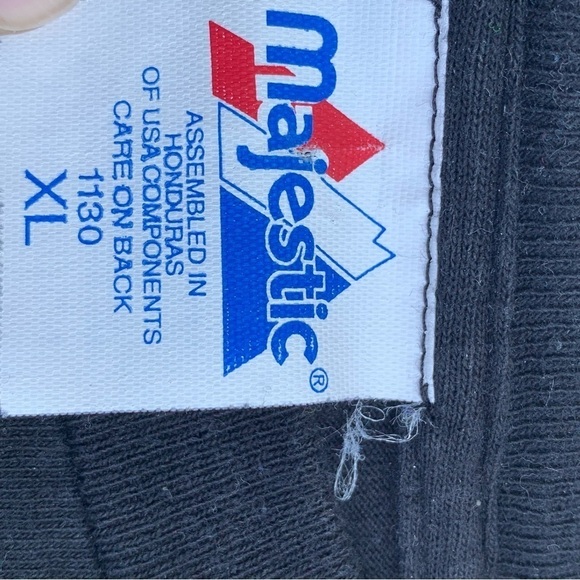 majestic®
ASSEMBLED IN
HONDURAS
OF USA COMPONENTS
CARE ON BACK
1130
XL